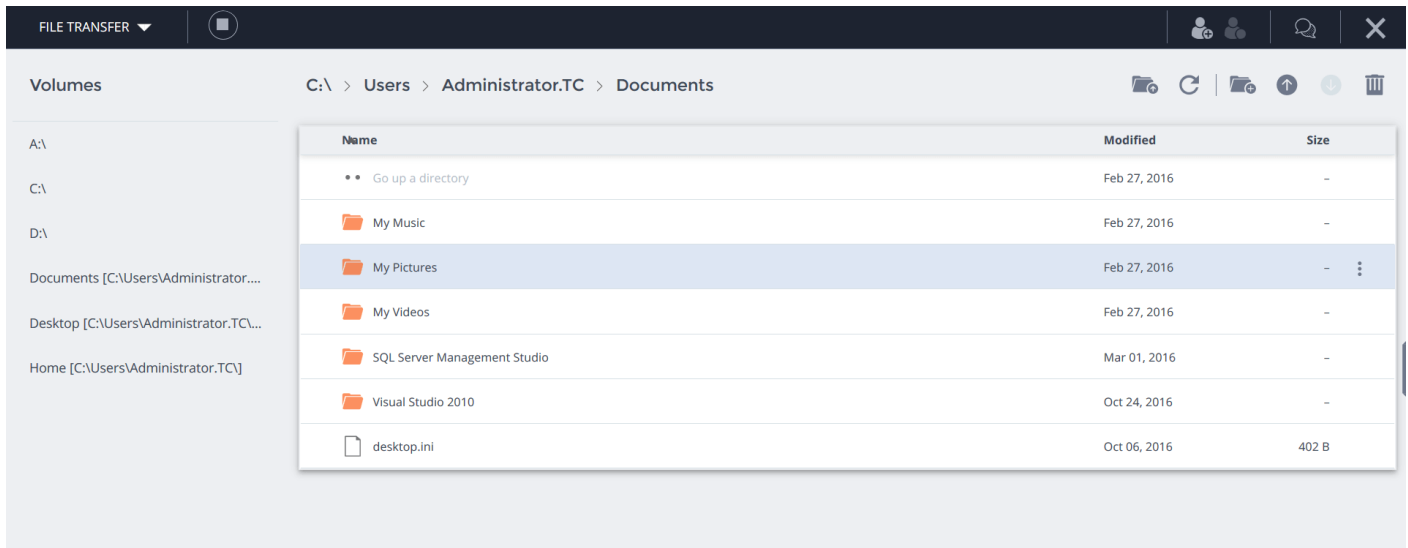 FILE TRANSFER
Volumes
C:\ > Users > Administrator.TC > Documents
A:\
C:\
D:\
Documents [C:\Users\Administrator....
Desktop [C:\Users\Administrator.TC\...
Home [C:\Users\Administrator.TC\]
Name Modified Size
Go up a directory Feb 27, 2016 –
My Music Feb 27, 2016 –
My Pictures Feb 27, 2016 –
My Videos Feb 27, 2016 –
SQL Server Management Studio Mar 01, 2016 –
Visual Studio 2010 Oct 24, 2016 –
desktop.ini Oct 06, 2016 402 B